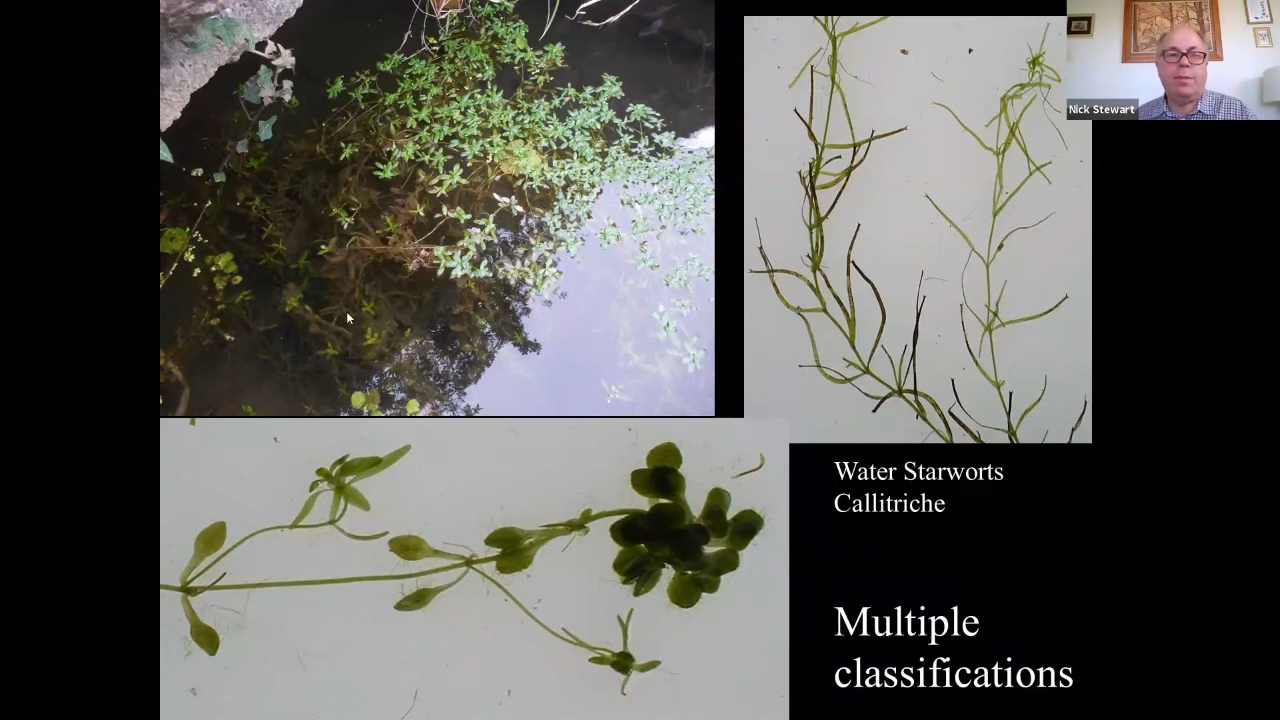 Nick Stewart
Water Starworts
Callitriche
Multiple
classifications